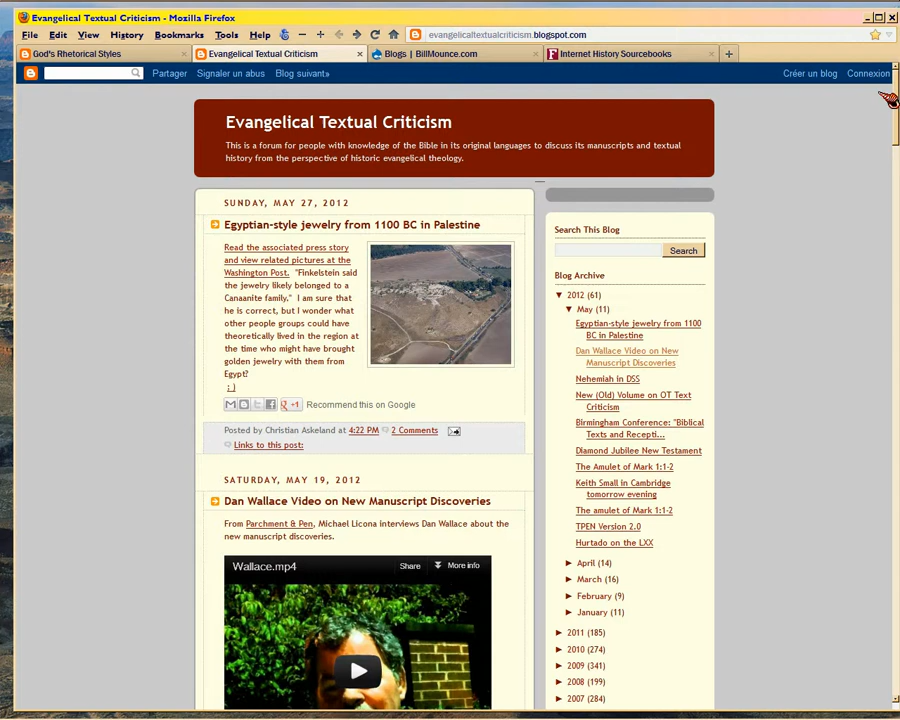 Evangelical Textual Criticism - Mozilla Firefox
File Edit View History Bookmarks Tools Help evangelicaltextualcriticism.blogspot.com
God's Rhetorical Styles Evangelical Textual Criticism Blogs | BillMounce.com Internet History Sourcebooks
Partager Signaler un abus Blog suivant» Créer un blog Connexion
Evangelical Textual Criticism
This is a forum for people with knowledge of the Bible in its original languages to discuss its manuscripts and textual
history from the perspective of historic evangelical theology.
SUNDAY, MAY 27, 2012
Egyptian-style jewelry from 1100 BC in Palestine
Read the associated press story
and view related pictures at the
Washington Post. "Finkelstein said
the jewelry likely belonged to a
Canaanite family." I am sure that
he is correct, but I wonder what
other people groups could have
theoretically lived in the region at
the time who might have brought
golden jewelry with them from
Egypt?
: )
+1 Recommend this on Google
Posted by Christian Askeland at 4:22 PM 2 Comments
Links to this post:
SATURDAY, MAY 19, 2012
Dan Wallace Video on New Manuscript Discoveries
From Parchment & Pen, Michael Licona interviews Dan Wallace about the
new manuscript discoveries.
Wallace.mp4 Share More info
Search This Blog
Search
Blog Archive
▼ 2012 (61)
▼ May (11)
Egyptian-style jewelry from 1100
BC in Palestine
Dan Wallace Video on New
Manuscript Discoveries
Nehemiah in DSS
New (Old) Volume on OT Text
Criticism
Birmingham Conference: "Biblical
Texts and Recepti...
Diamond Jubilee New Testament
The Amulet of Mark 1:1-2
Keith Small in Cambridge
tomorrow evening
The amulet of Mark 1:1-2
TPEN Version 2.0
Hurtado on the LXX
► April (14)
► March (16)
► February (9)
► January (11)
► 2011 (185)
► 2010 (274)
► 2009 (341)
► 2008 (199)
► 2007 (284)